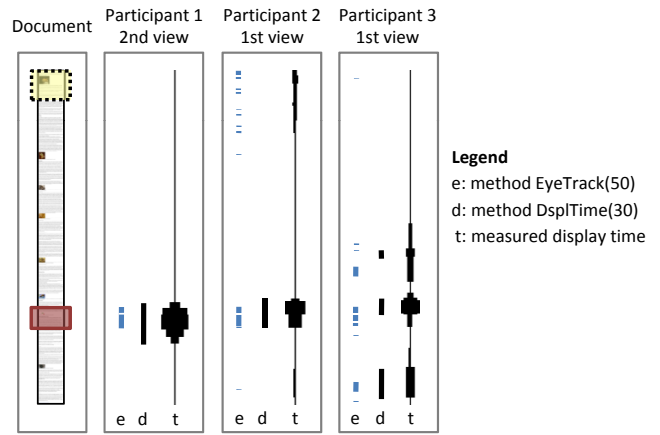 Document
Participant 1
2nd view
Participant 2
1st view
Participant 3
1st view
e d t
e d t
e d t
Legend
e: method EyeTrack(50)
d: method DsplTime(30)
t: measured display time